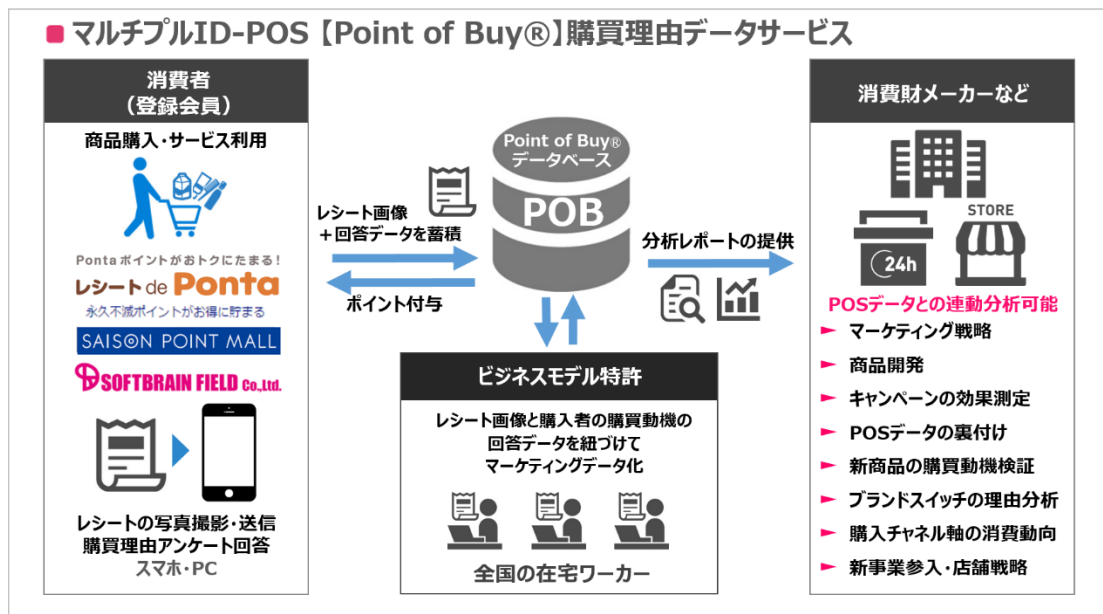 マルチプルID-POS【Point of Buy®】購買理由データサービス
消費者
（登録会員）
商品購入・サービス利用
Pontaポイントがおトクにたまる！
レシート de Ponta
永久不滅ポイントがお得に貯まる
SAISON POINT MALL
SOFTBRAIN FIELD Co.,Ltd.
レシートの写真撮影・送信
購買理由アンケート回答
スマホ・PC
レシート画像
＋回答データを蓄積
ポイント付与
Point of Buy®
データベース
POB
分析レポートの提供
ビジネスモデル特許
レシート画像と購入者の購買動機の
回答データを紐づけて
マーケティングデータ化
全国の在宅ワーカー
消費財メーカーなど
24h
STORE
POSデータとの連動分析可能
► マーケティング戦略
► 商品開発
► キャンペーンの効果測定
► POSデータの裏付け
► 新商品の購買動機検証
► ブランドスイッチの理由分析
► 購入チャネル軸の消費動向
► 新事業参入・店舗戦略